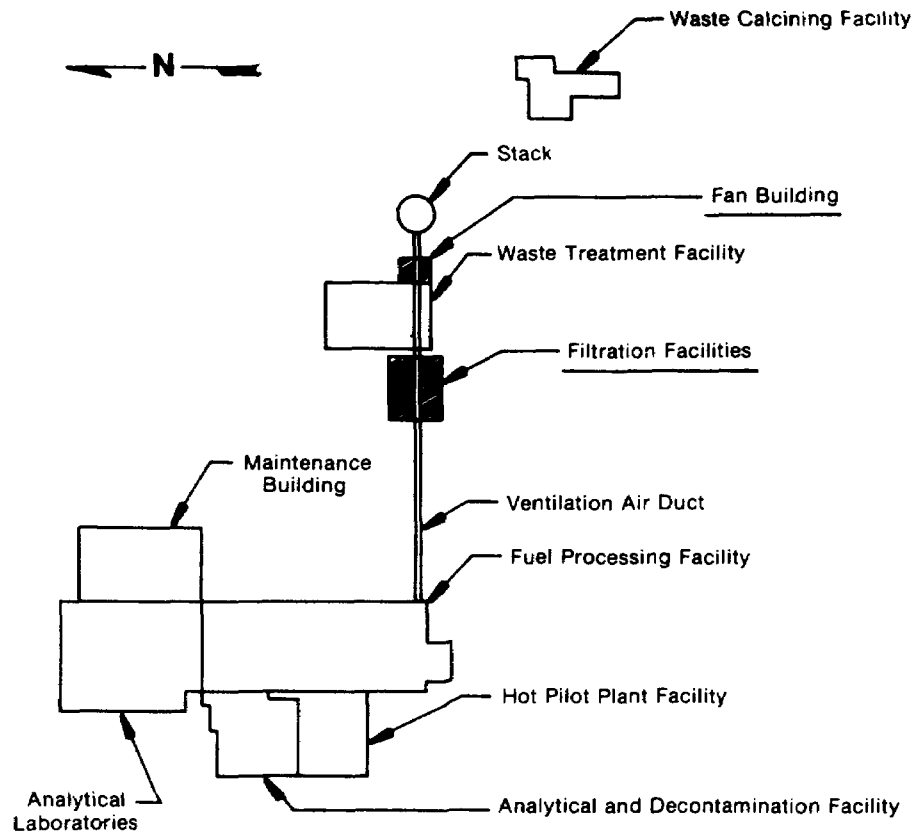 Waste Calcining Facility
N
Stack
Fan Building
Waste Treatment Facility
Filtration Facilities
Maintenance
Building
Ventilation Air Duct
Fuel Processing Facility
Hot Pilot Plant Facility
Analytical
Laboratories
Analytical and Decontamination Facility